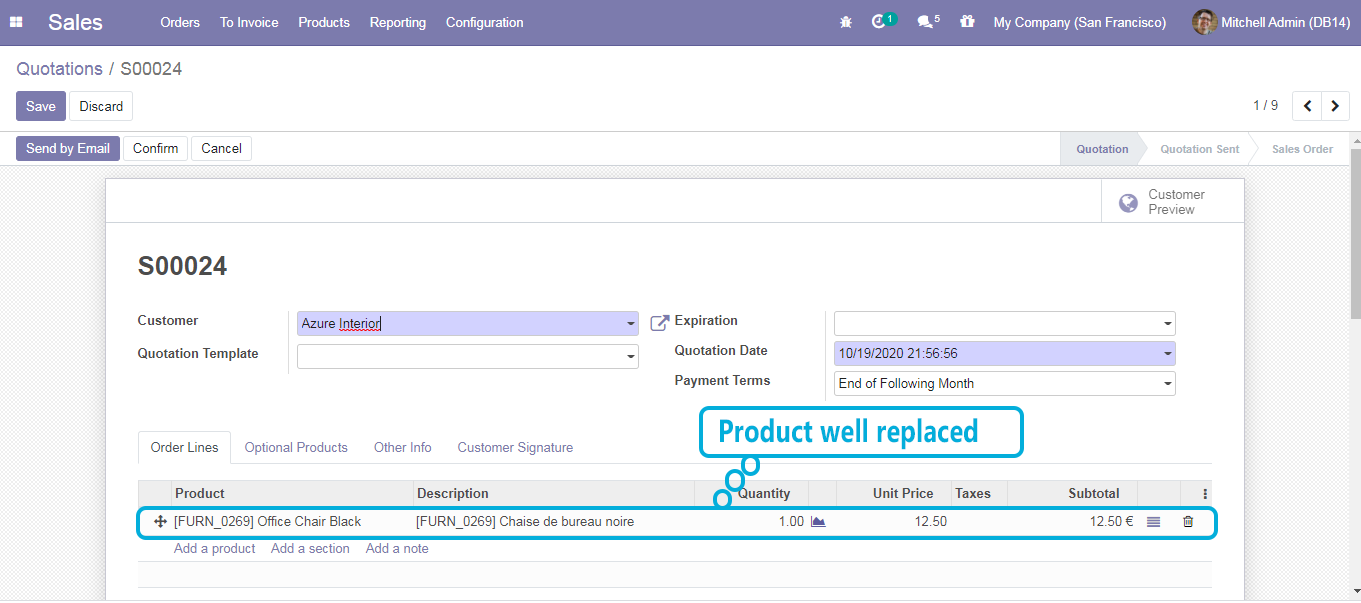 Sales Orders To Invoice Products Reporting Configuration 1 5 My Company (San Francisco) Mitchell Admin (DB14)
Quotations / S00024
Save Discard 1 / 9
Send by Email Confirm Cancel Quotation Quotation Sent Sales Order
Customer
Preview
S00024
Customer Azure Interior Expiration
Quotation Template Quotation Date 10/19/2020 21:56:56
Payment Terms End of Following Month
Product well replaced
Order Lines Optional Products Other Info Customer Signature
Product Description Quantity Unit Price Taxes Subtotal
[FURN_0269] Office Chair Black [FURN_0269] Chaise de bureau noire 1.00 12.50 12.50 €
Add a product Add a section Add a note